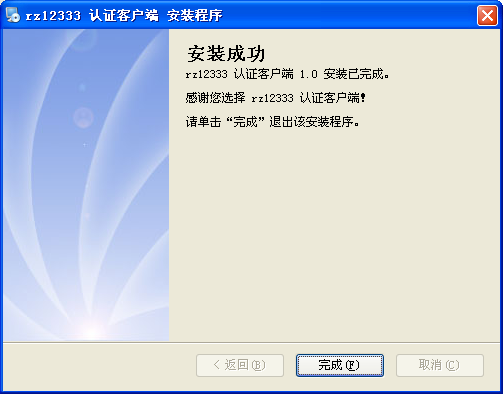 rz12333 认证客户端 安装程序
安装成功
rz12333 认证客户端 1.0 安装已完成。
感谢您选择 rz12333 认证客户端！
请单击“完成”退出该安装程序。
< 返回(B)
完成(F)
取消(C)